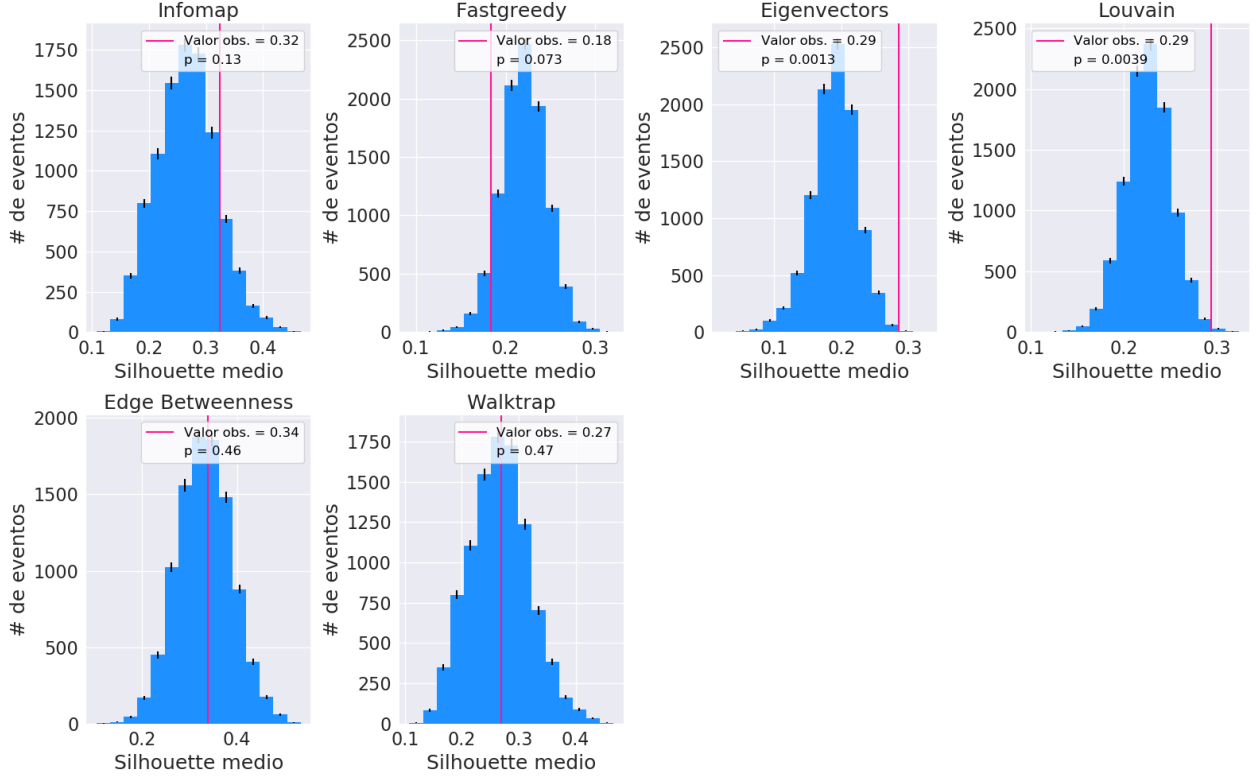 Infomap
Valor obs. = 0.32
p = 0.13
# de eventos
1750
1500
1250
1000
750
500
250
0
0.1 0.2 0.3 0.4
Silhouette medio
Fastgreedy
Valor obs. = 0.18
p = 0.073
# de eventos
2500
2000
1500
1000
500
0
0.2 0.3
Silhouette medio
Eigenvectors
Valor obs. = 0.29
p = 0.0013
# de eventos
2500
2000
1500
1000
500
0
0.1 0.2 0.3
Silhouette medio
Louvain
Valor obs. = 0.29
p = 0.0039
# de eventos
2500
2000
1500
1000
500
0
0.1 0.2 0.3
Silhouette medio
Edge Betweenness
Valor obs. = 0.34
p = 0.46
# de eventos
2000
1500
1000
500
0
0.2 0.4
Silhouette medio
Walktrap
Valor obs. = 0.27
p = 0.47
# de eventos
1750
1500
1250
1000
750
500
250
0
0.1 0.2 0.3 0.4
Silhouette medio